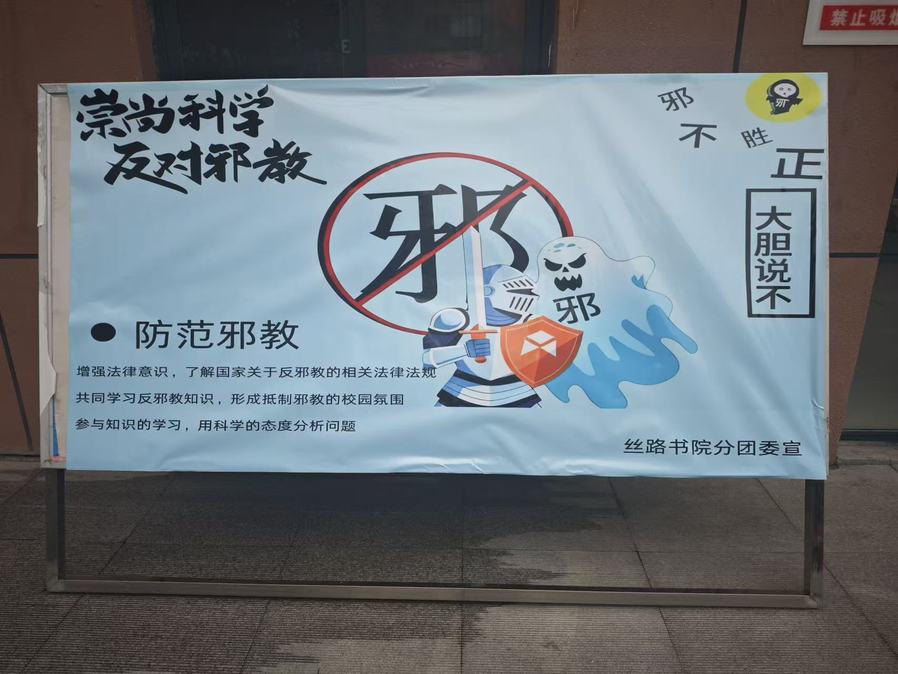 崇尚科学
反对邪教
邪不胜正
大胆说不
邪
邪
邪
防范邪教
增强法律意识，了解国家关于反邪教的相关法律法规
共同学习反邪教知识，形成抵制邪教的校园氛围
参与知识的学习，用科学的态度分析问题
丝路书院分团委宣
禁止吸烟